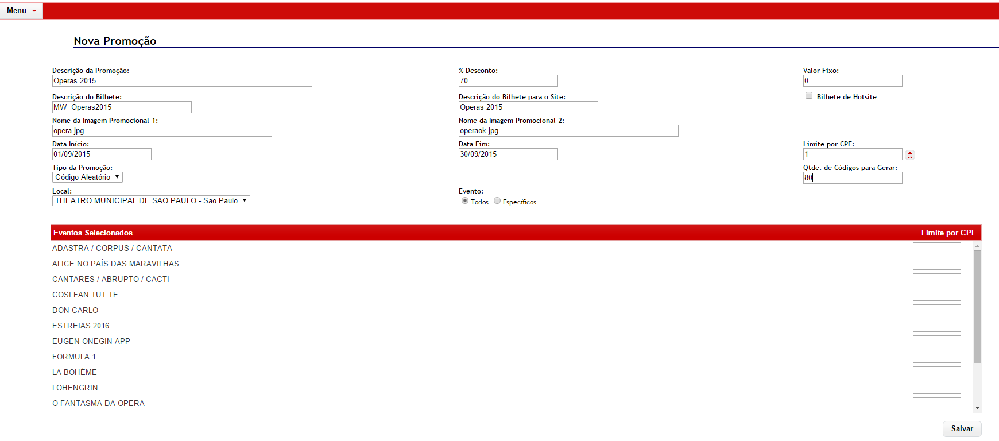 Menu
Nova Promoção
Descrição da Promoção: % Desconto: Valor Fixo:
Operas 2015 70 0
Descrição do Bilhete: Descrição do Bilhete para o Site: Bilhete de Hotsite
MW_Operas2015 Operas 2015
Nome da Imagem Promocional 1: Nome da Imagem Promocional 2:
opera.jpg operaok.jpg
Data Início: Data Fim: Limite por CPF:
01/09/2015 30/09/2015 1
Tipo da Promoção: Qtde. de Códigos para Gerar:
Código Aleatório 80
Local: Evento:
THEATRO MUNICIPAL DE SAO PAULO - Sao Paulo Todos Específicos
Eventos Selecionados Limite por CPF
ADASTRA / CORPUS / CANTATA
ALICE NO PAÍS DAS MARAVILHAS
CANTARES / ABRUPTO / CACTI
COSI FAN TUT TE
DON CARLO
ESTREIAS 2016
EUGEN ONEGIN APP
FORMULA 1
LA BOHÈME
LOHENGRIN
O FANTASMA DA OPERA
Salvar